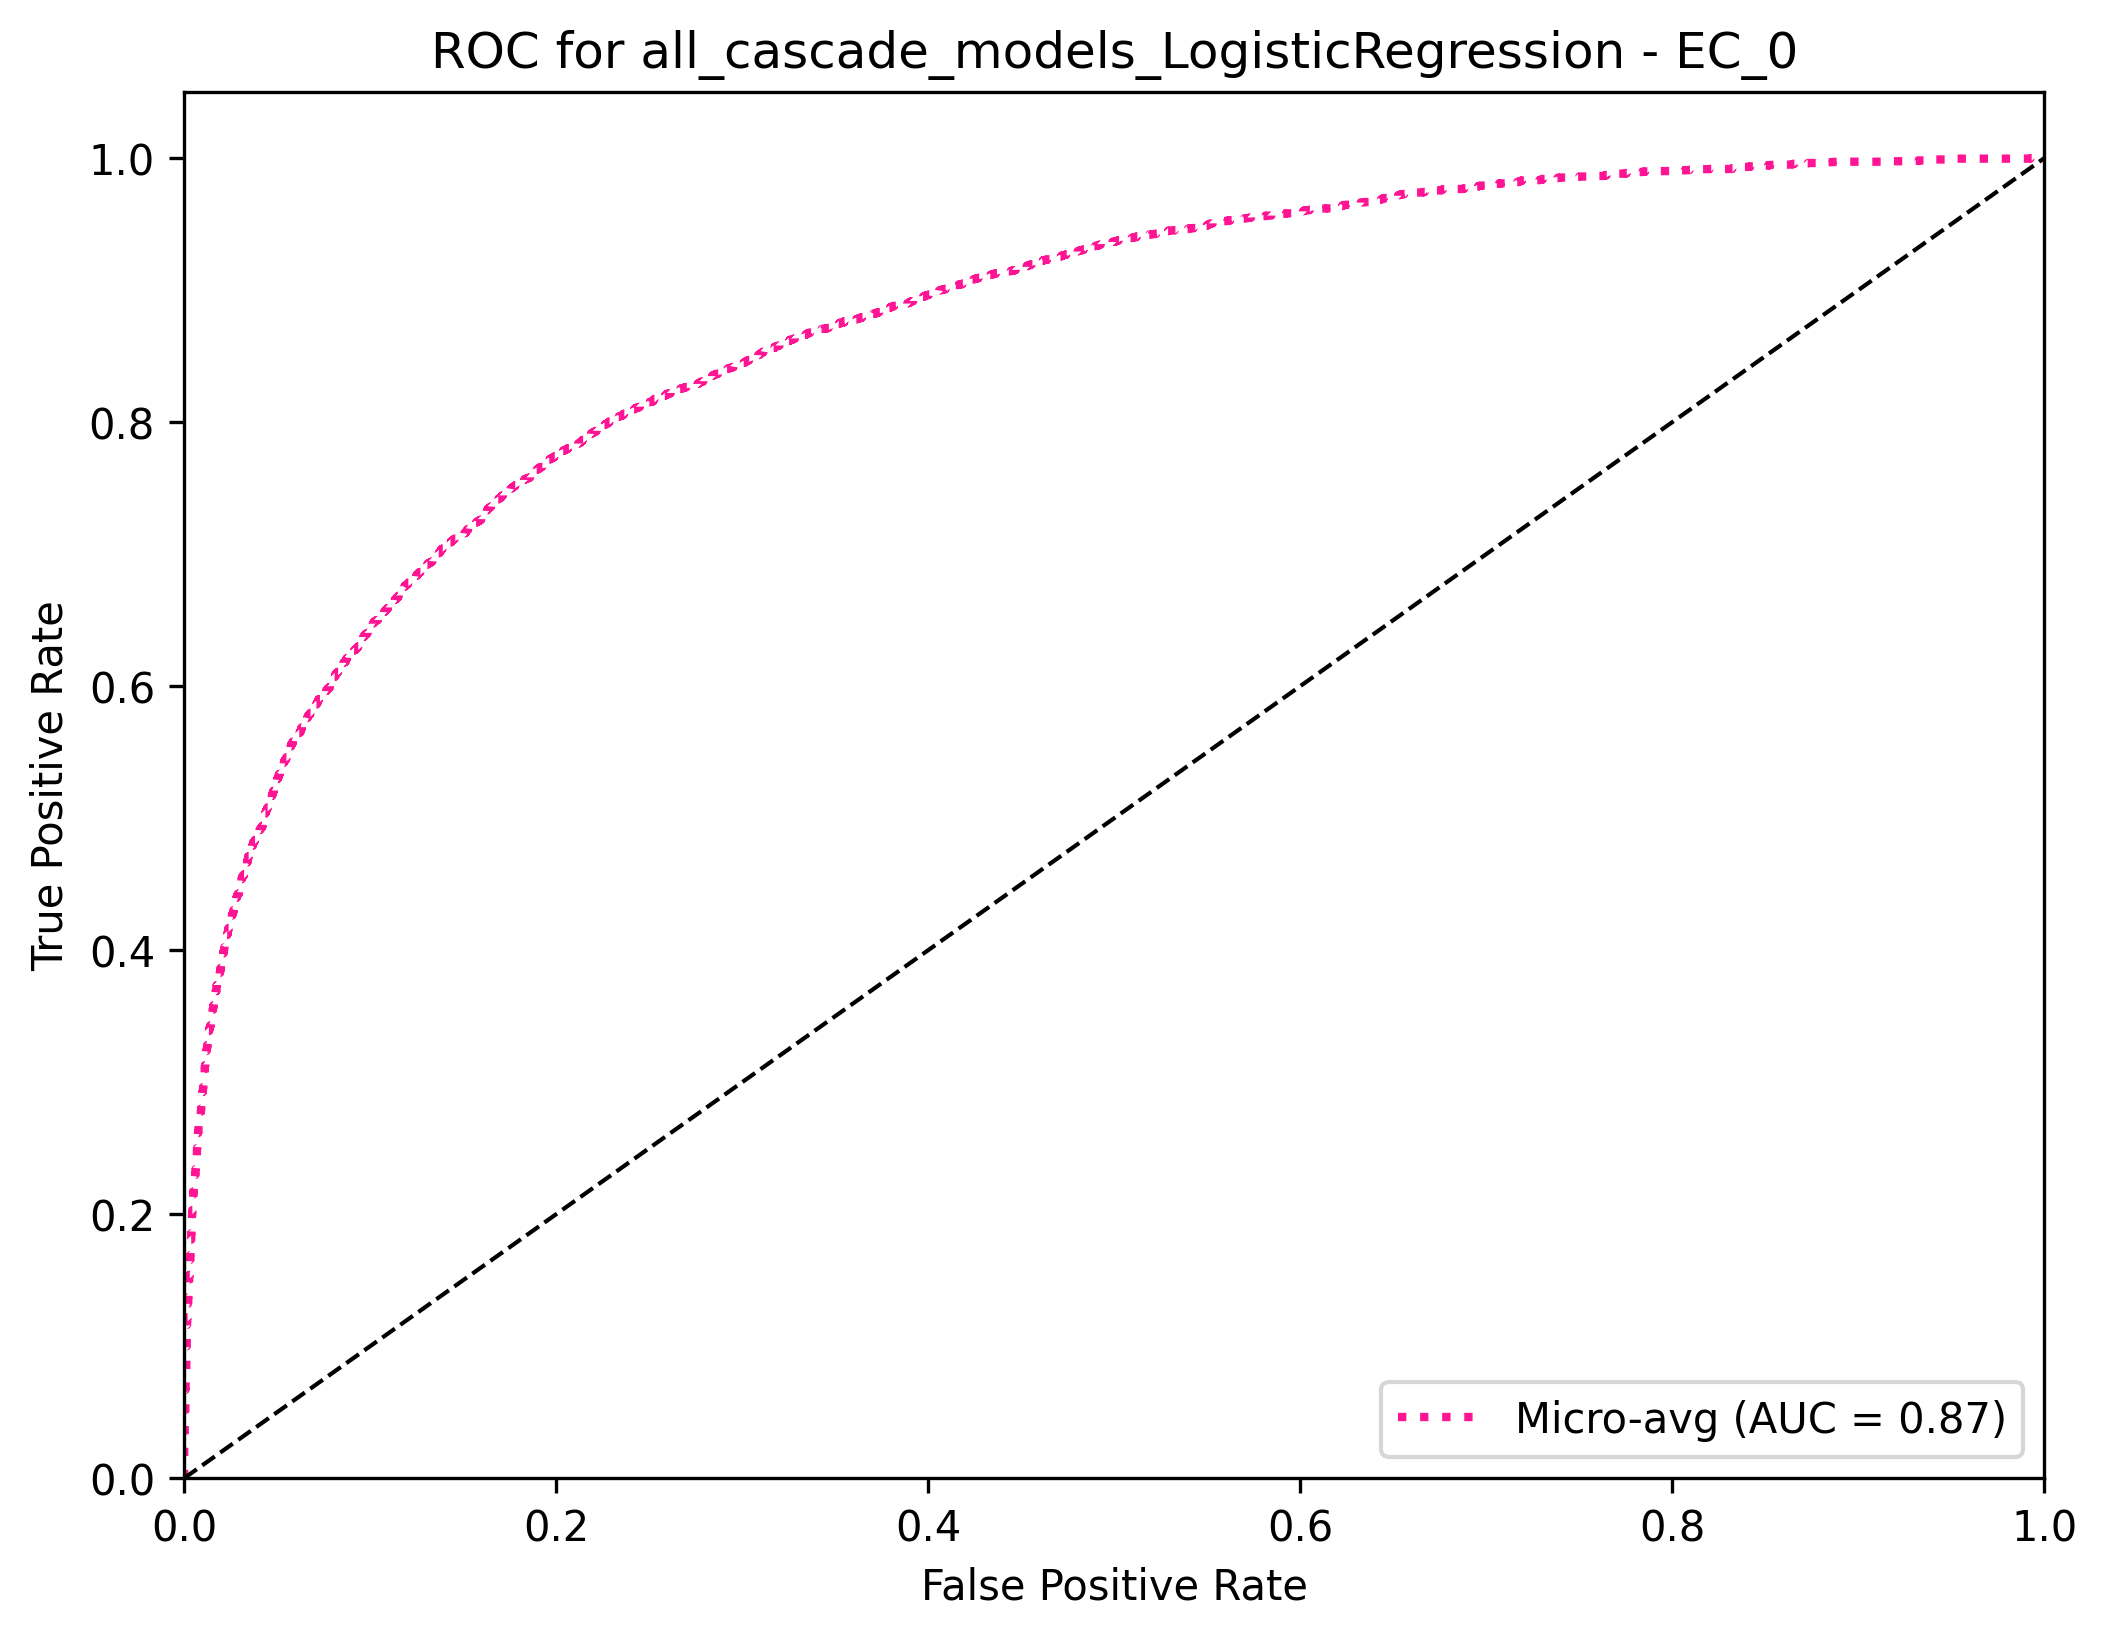 ROC for all_cascade_models_LogisticRegression - EC_0
1.0
0.8
0.6
0.4
0.2
0.0
True Positive Rate
Micro-avg (AUC = 0.87)
0.0 0.2 0.4 0.6 0.8 1.0
False Positive Rate